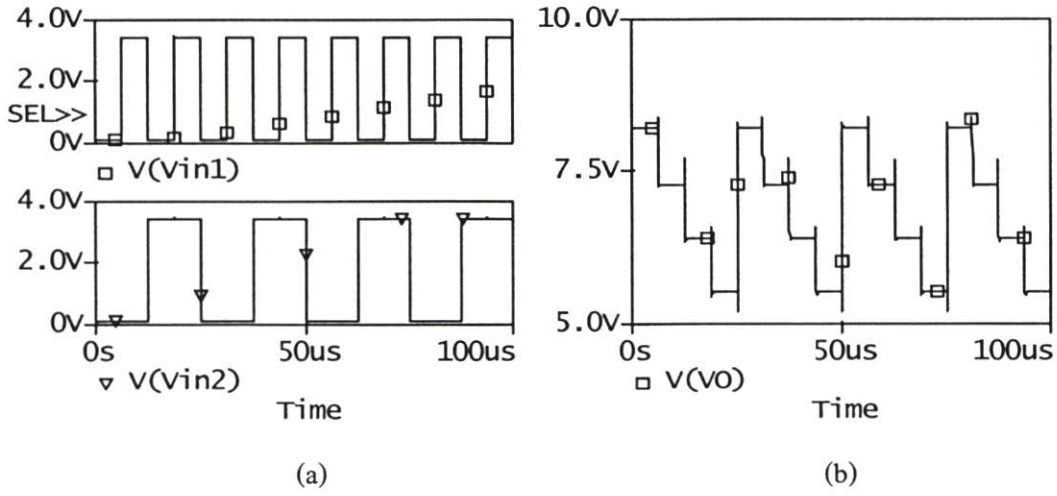 4.0V
2.0V
SEL>>
0V
V(Vin1)
4.0V
2.0V
0V
0s 50us 100us
V(Vin2)
Time
(a)
10.0V
7.5V
5.0V
0s 50us 100us
V(VO)
Time
(b)